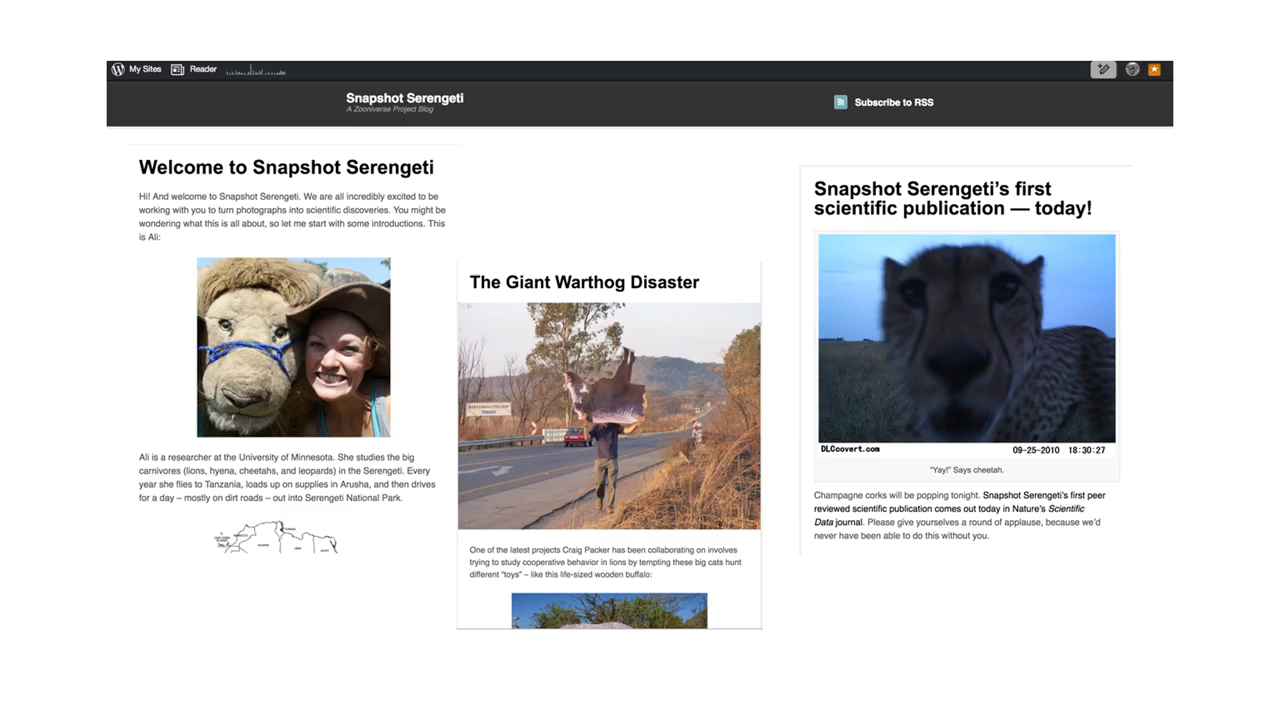 My Sites
Reader
Snapshot Serengeti
A Zooniverse Project Blog
Subscribe to RSS
Welcome to Snapshot Serengeti
Hi! And welcome to Snapshot Serengeti. We are all incredibly excited to be
working with you to turn photographs into scientific discoveries. You might be
wondering what this is all about, so let me start with some introductions. This
is Ali:
Ali is a researcher at the University of Minnesota. She studies the big
carnivores (lions, hyena, cheetahs, and leopards) in the Serengeti. Every
year she flies to Tanzania, loads up on supplies in Arusha, and then drives
for a day – mostly on dirt roads – out into Serengeti National Park.
The Giant Warthog Disaster
One of the latest projects Craig Packer has been collaborating on involves
trying to study cooperative behavior in lions by tempting these big cats hunt
different "toys" – like this life-sized wooden buffalo:
Snapshot Serengeti's first
scientific publication — today!
DLCcovert.com 09-25-2010 18:30:27
"Yay!" Says cheetah.
Champagne corks will be popping tonight. Snapshot Serengeti's first peer
reviewed scientific publication comes out today in Nature's Scientific
Data journal. Please give yourselves a round of applause, because we'd
never have been able to do this without you.